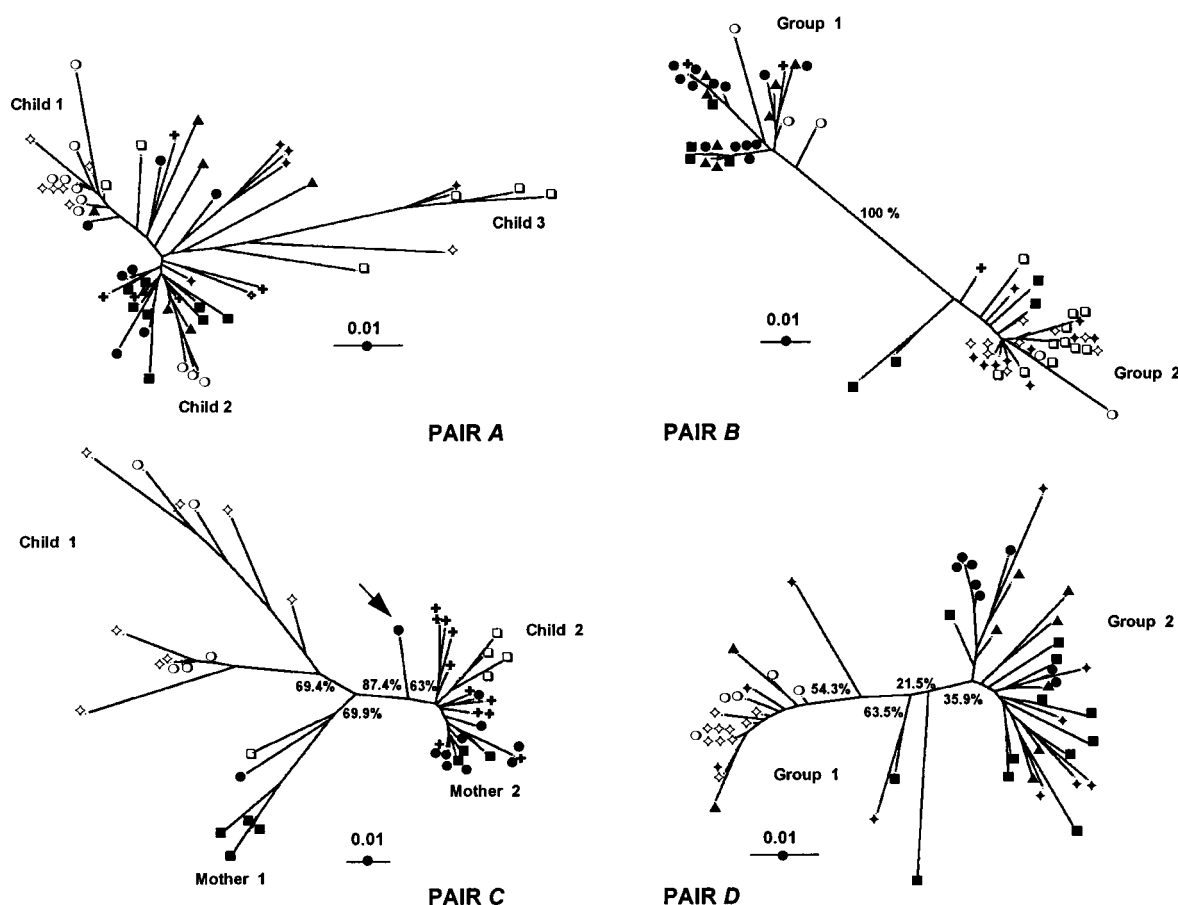 Group 1
Child 1
100 %
Child 3
0.01
0.01
Child 2
Group 2
PAIR A
PAIR B
Child 1
Child 2
Group 2
54.3%
21.5%
69.4%
87.4%
63%
63.5%
35.9%
69.9%
Group 1
Mother 2
0.01
0.01
Mother 1
PAIR C
PAIR D